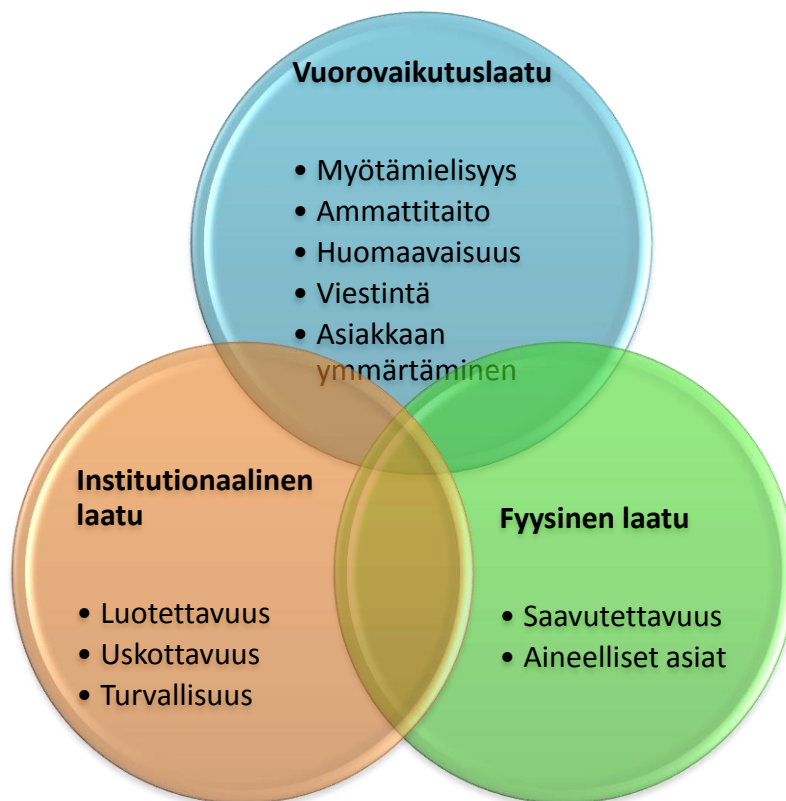 Vuorovaikutuslaatu
• Myötämielisyys
• Ammattitaito
• Huomaavaisuus
• Viestintä
• Asiakkaan
ymmärtäminen
Institutionaalinen
laatu
• Luotettavuus
• Uskottavuus
• Turvallisuus
Fyysinen laatu
• Saavutettavuus
• Aineelliset asiat